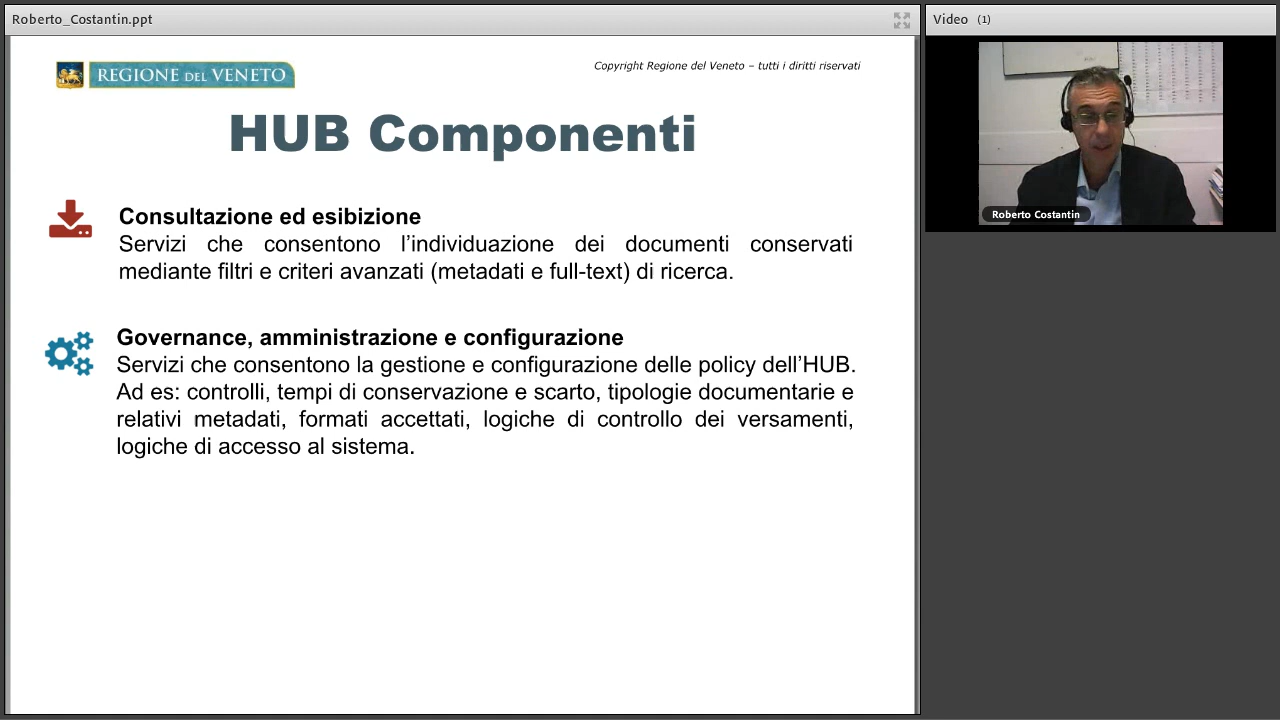 Roberto_Costantin.ppt
Video (1)
REGIONE DEL VENETO
Copyright Regione del Veneto – tutti i diritti riservati
HUB Componenti
Consultazione ed esibizione
Servizi che consentono l’individuazione dei documenti conservati
mediante filtri e criteri avanzati (metadati e full-text) di ricerca.
Governance, amministrazione e configurazione
Servizi che consentono la gestione e configurazione delle policy dell’HUB.
Ad es: controlli, tempi di conservazione e scarto, tipologie documentarie e
relativi metadati, formati accettati, logiche di controllo dei versamenti,
logiche di accesso al sistema.
Roberto Costantin